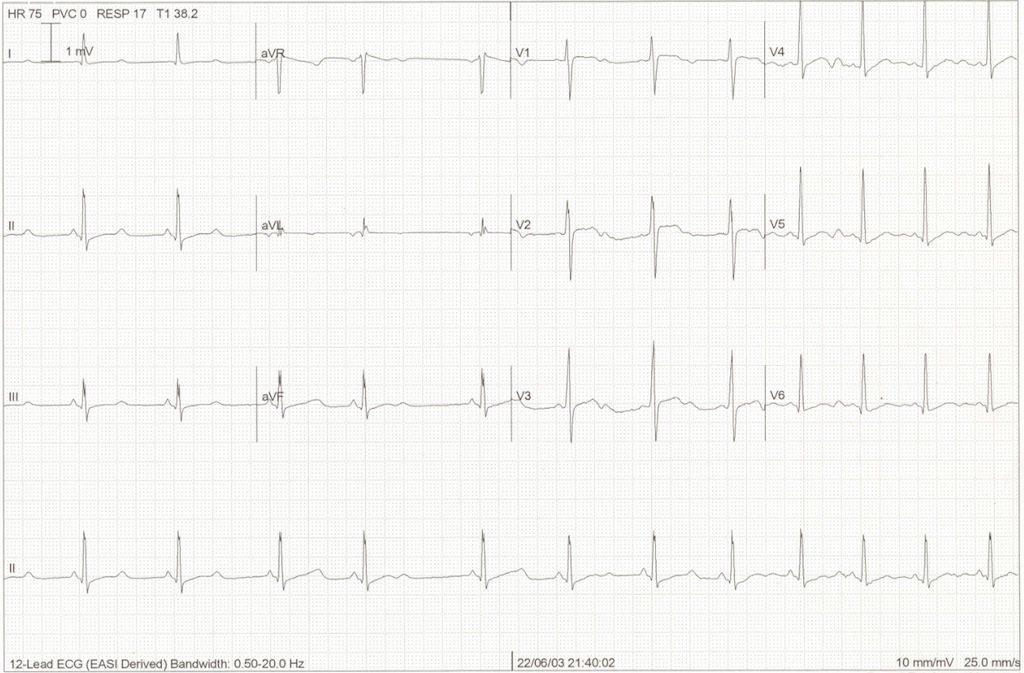 HR 75 PVC 0 RESP 17 T1 38.2
1 mV
I aVR V1 V4
II aVL V2 V5
III aVF V3 V6
II
12-Lead ECG (EASI Derived) Bandwidth: 0.50-20.0 Hz 22/06/03 21:40:02 10 mm/mV 25.0 mm/s